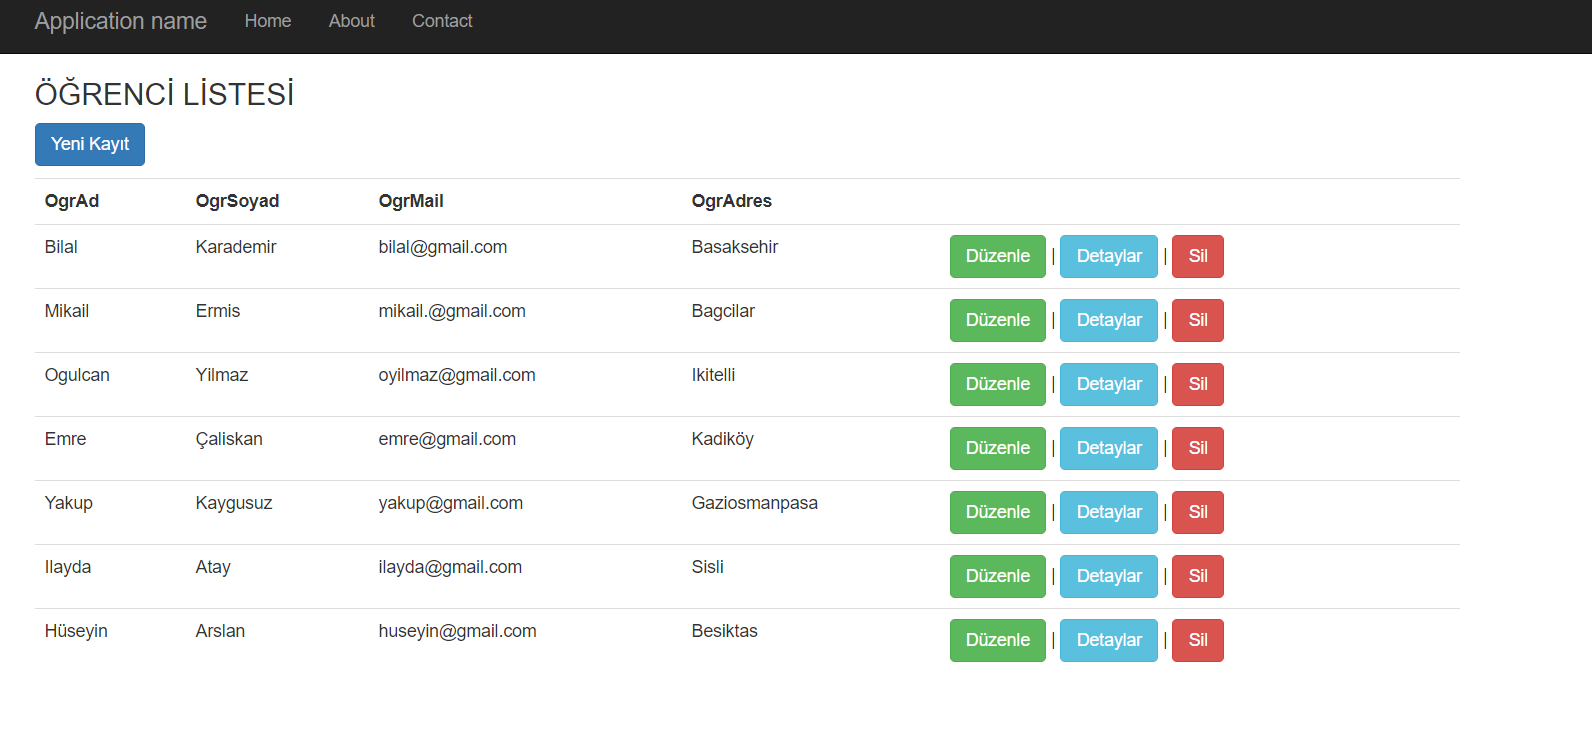 Application name Home About Contact
ÖĞRENCİ LİSTESİ
Yeni Kayıt
OgrAd OgrSoyad OgrMail OgrAdres
Bilal Karademir bilal@gmail.com Basaksehir Düzenle | Detaylar | Sil
Mikail Ermis mikail.@gmail.com Bagcilar Düzenle | Detaylar | Sil
Ogulcan Yilmaz oyilmaz@gmail.com Ikitelli Düzenle | Detaylar | Sil
Emre Çaliskan emre@gmail.com Kadiköy Düzenle | Detaylar | Sil
Yakup Kaygusuz yakup@gmail.com Gaziosmanpasa Düzenle | Detaylar | Sil
Ilayda Atay ilayda@gmail.com Sisli Düzenle | Detaylar | Sil
Hüseyin Arslan huseyin@gmail.com Besiktas Düzenle | Detaylar | Sil